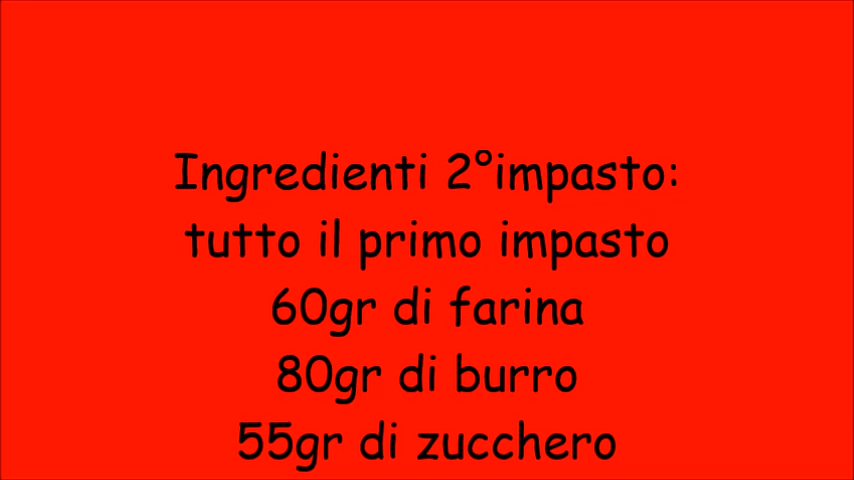 Ingredienti 2°impasto:
tutto il primo impasto
60gr di farina
80gr di burro
55gr di zucchero